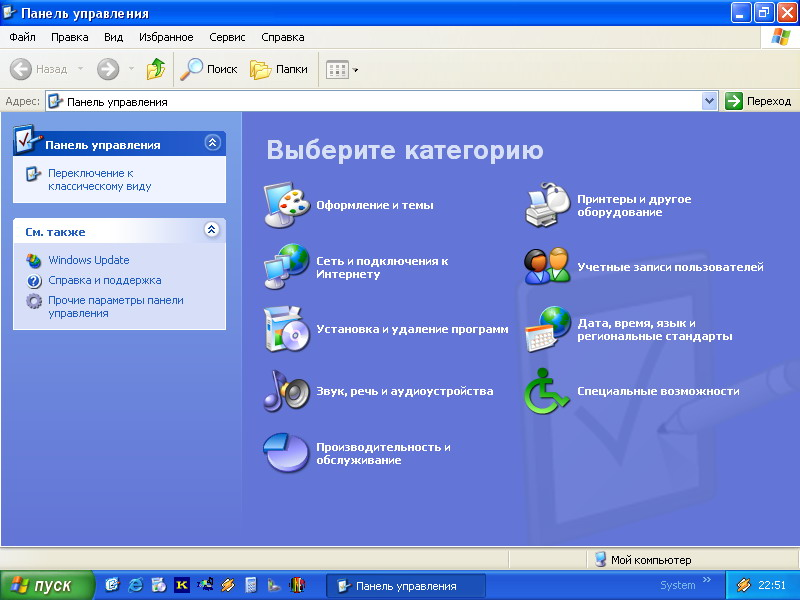 Панель управления
Файл Правка Вид Избранное Сервис Справка
Назад Поиск Папки
Адрес: Панель управления Переход
Панель управления
Переключение к
классическому виду
См. также
Windows Update
Справка и поддержка
Прочие параметры панели
управления
Выберите категорию
Оформление и темы
Принтеры и другое
оборудование
Сеть и подключения к
Интернету
Учетные записи пользователей
Установка и удаление программ
Дата, время, язык и
региональные стандарты
Звук, речь и аудиоустройства
Специальные возможности
Производительность и
обслуживание
Мой компьютер
пуск K Панель управления System » 22:51